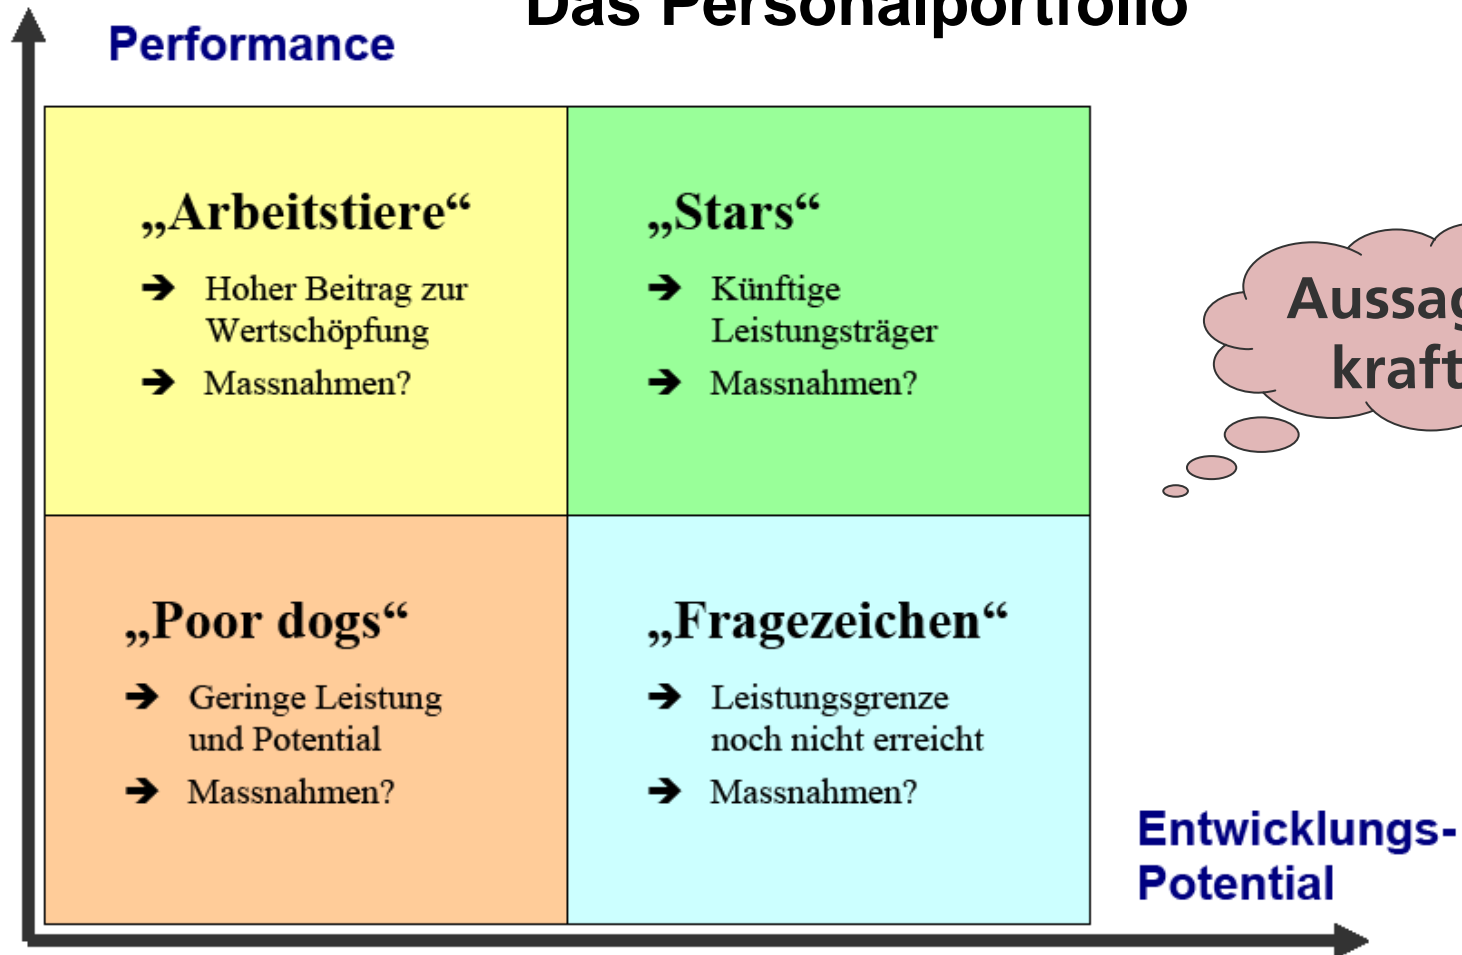 Das Personalportfolio
Performance
„Arbeitstiere“
➔ Hoher Beitrag zur
Wertschöpfung
➔ Massnahmen?
„Stars“
➔ Künftige
Leistungsträger
➔ Massnahmen?
„Poor dogs“
➔ Geringe Leistung
und Potential
➔ Massnahmen?
„Fragezeichen“
➔ Leistungsgrenze
noch nicht erreicht
➔ Massnahmen?
kraft
Entwicklungs-
Potential